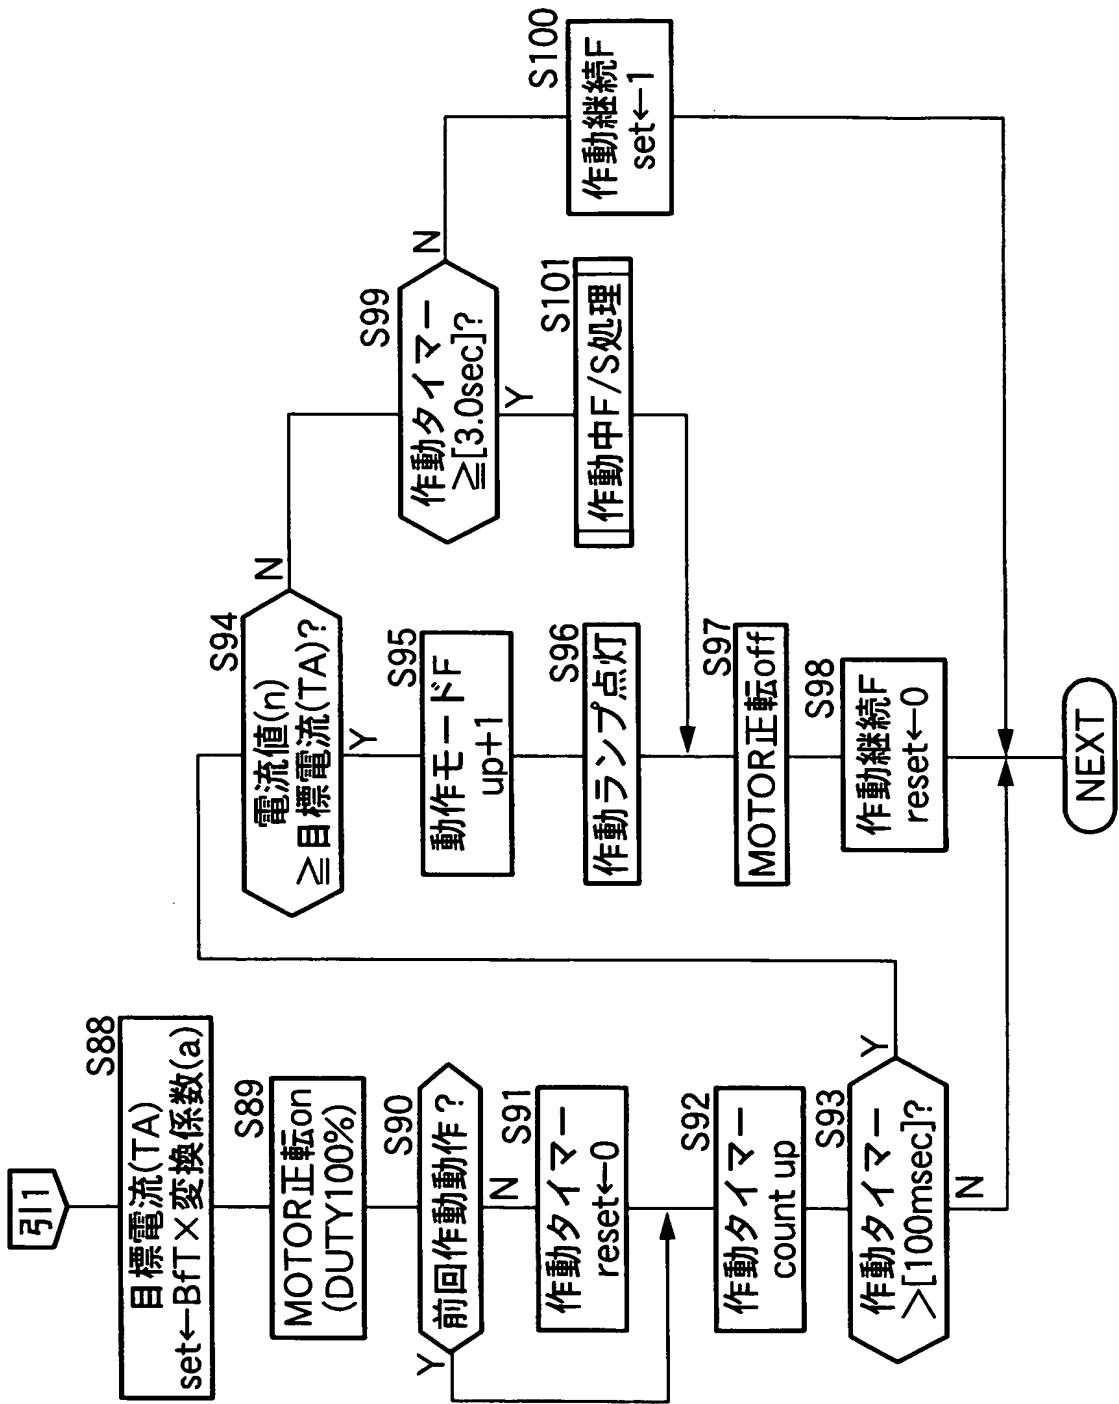 引1
S88
目標電流(TA)
set←BfT×変換係数(a)
S89
MOTOR正転on
(DUTY100%)
S90
前回作動動作?
Y
N
S91
作動タイマー
reset←0
S92
作動タイマー
count up
S93
作動タイマー
>[100msec]?
Y
N
S94
電流値(n)
≧目標電流(TA)?
N
Y
S95
動作モードF
up+1
S96
作動ランプ点灯
S97
MOTOR正転off
S98
作動継続F
reset←0
S99
作動タイマー
≧[3.0sec]?
N
Y
S101
作動中F/S処理
S100
作動継続F
set←1
NEXT